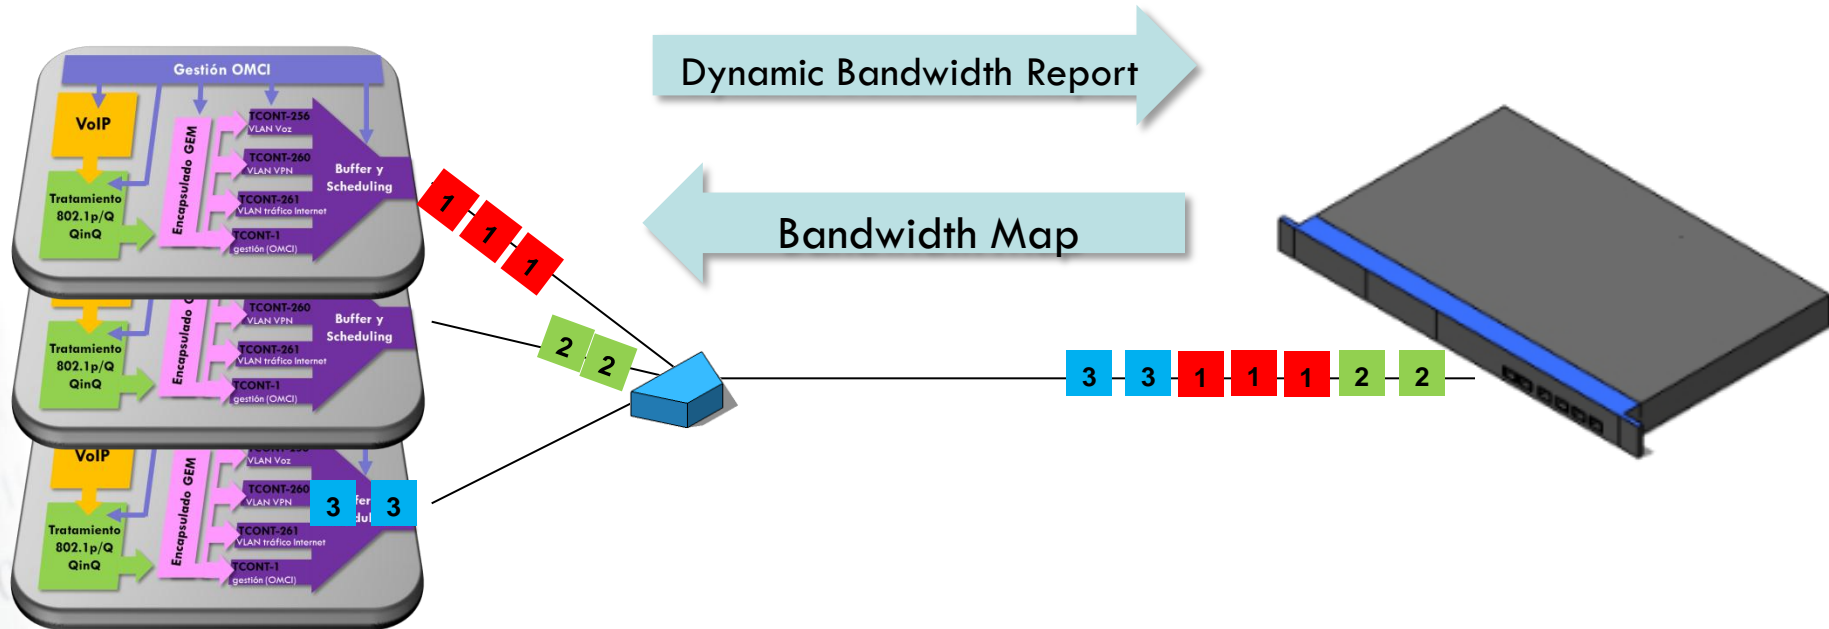 Dynamic Bandwidth Report
Bandwidth Map
Gestión OMCI
VoIP
Tratamiento
802.1p/Q
QinQ
Encapsulado GEM
TCONT-256
VLAN Voz
TCONT-260
VLAN VPN
TCONT-261
VLAN tráfico Internet
TCONT-1
gestión (OMCI)
Buffer y
Scheduling
1
1
1
Tratamiento
802.1p/Q
QinQ
TCONT-260
VLAN VPN
TCONT-261
VLAN tráfico Internet
TCONT-1
gestión (OMCI)
Buffer y
Scheduling
2
2
3 3 1 1 1 2 2
VoIP
Tratamiento
802.1p/Q
QinQ
Encapsulado GEM
VLAN Voz
TCONT-260
VLAN VPN
TCONT-261
VLAN tráfico Internet
TCONT-1
gestión (OMCI)
3 3